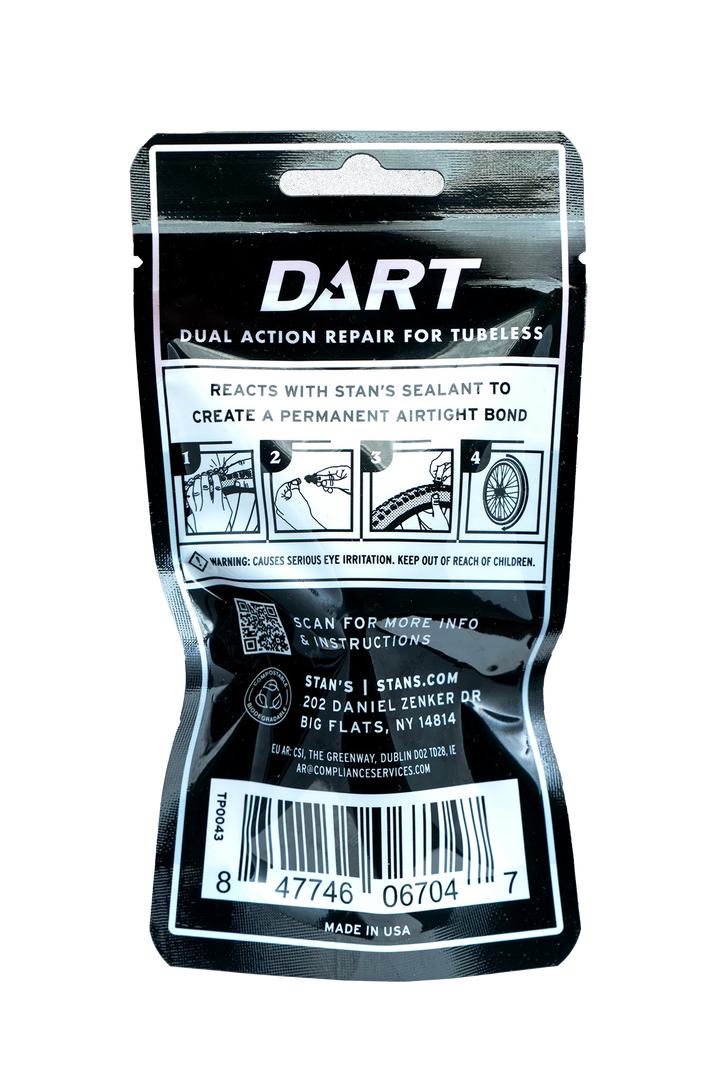 DART
DUAL ACTION REPAIR FOR TUBELESS
REACTS WITH STAN'S SEALANT TO
CREATE A PERMANENT AIRTIGHT BOND
1 2 3 4
WARNING: CAUSES SERIOUS EYE IRRITATION. KEEP OUT OF REACH OF CHILDREN.
SCAN FOR MORE INFO
& INSTRUCTIONS
COMPOSTABLE
BIODEGRADABLE
STAN'S | STANS.COM
202 DANIEL ZENKER DR
BIG FLATS, NY 14814
EU AR: CSI, THE GREENWAY, DUBLIN D02 TD28, IE
AR@COMPLIANCESERVICES.COM
TP0043
8 47746 06704 7
MADE IN USA